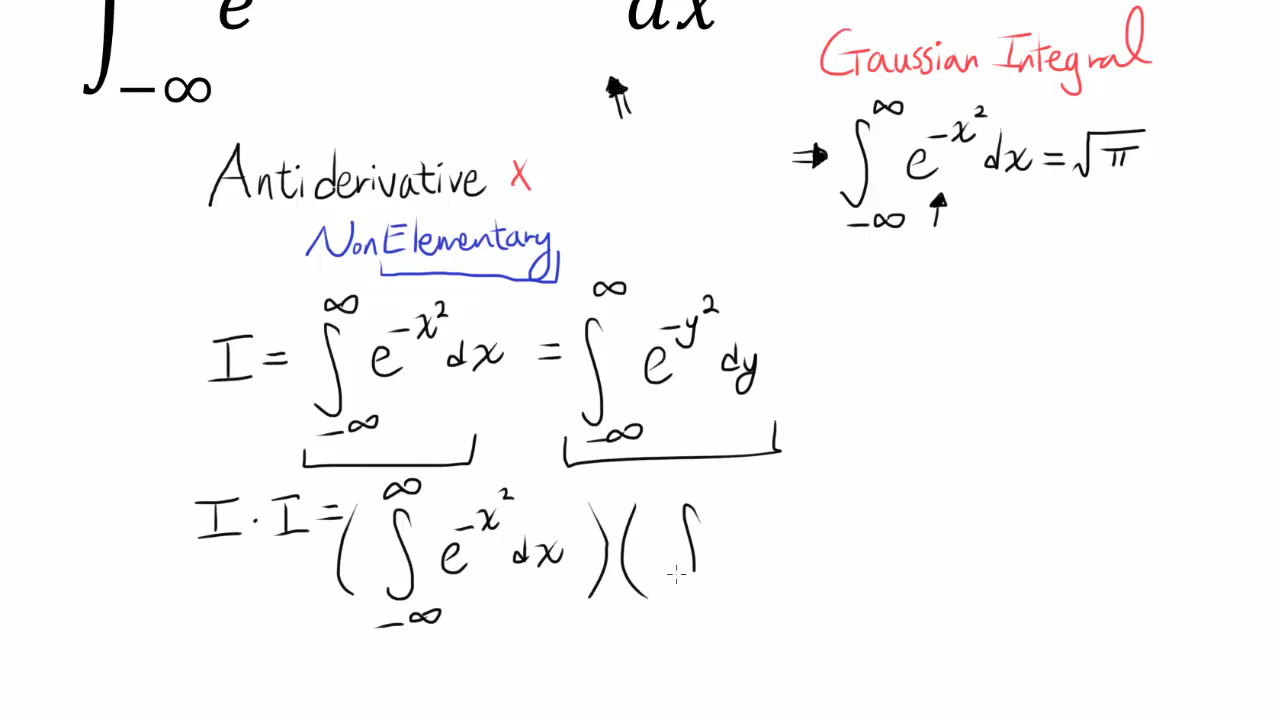 ∫_{-∞} e dx
Gaussian Integral
⇒ ∫_{-∞}^{∞} e^{-x²} dx = √π
Antiderivative x
NonElementary
I = ∫_{-∞}^{∞} e^{-x²} dx = ∫_{-∞}^{∞} e^{-y²} dy
I · I = ( ∫_{-∞}^{∞} e^{-x²} dx ) ( ∫